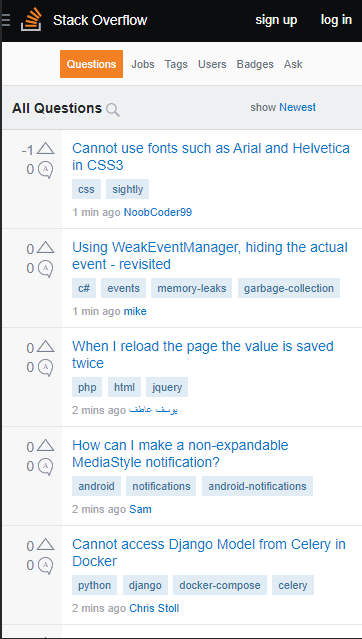 Stack Overflow sign up log in
Questions Jobs Tags Users Badges Ask
All Questions show Newest
-1
Cannot use fonts such as Arial and Helvetica
in CSS3
0 A
css sightly
1 min ago NoobCoder99
0
Using WeakEventManager, hiding the actual
event - revisited
0 A
c# events memory-leaks garbage-collection
1 min ago mike
0
When I reload the page the value is saved
twice
0 A
php html jquery
2 mins ago يوسف عاطف
0
How can I make a non-expandable
MediaStyle notification?
0 A
android notifications android-notifications
2 mins ago Sam
0
Cannot access Django Model from Celery in
Docker
0 A
python django docker-compose celery
2 mins ago Chris Stoll